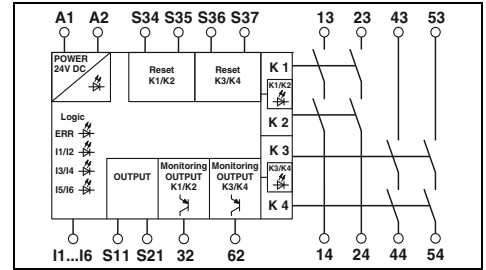 A1 A2 S34 S35 S36 S37 13 23 43 53
POWER
24V DC
Reset
K1/K2
Reset
K3/K4
K 1
K1/K2
K 2
Logic
ERR
I1/I2
I3/I4
I5/I6
K 3
K3/K4
K 4
OUTPUT
Monitoring
OUTPUT
K1/K2
Monitoring
OUTPUT
K3/K4
I1...I6 S11 S21 32 62 14 24 44 54